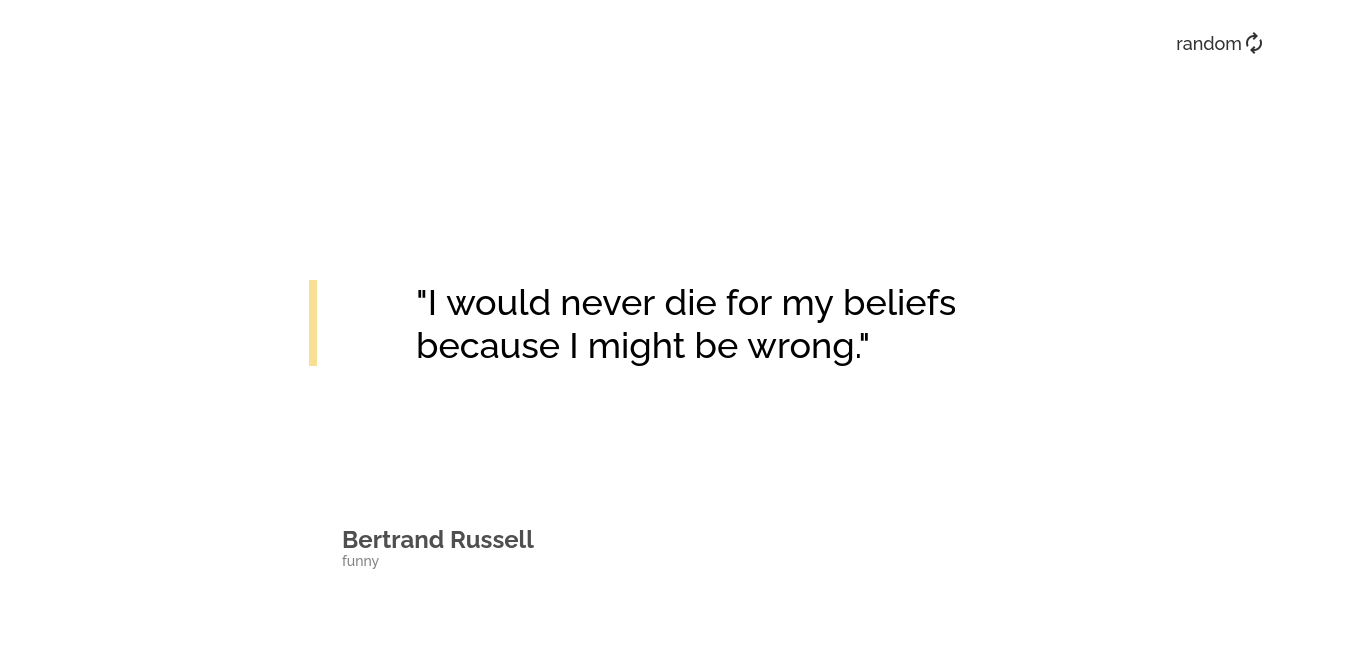 random
"I would never die for my beliefs
because I might be wrong."
Bertrand Russell
funny